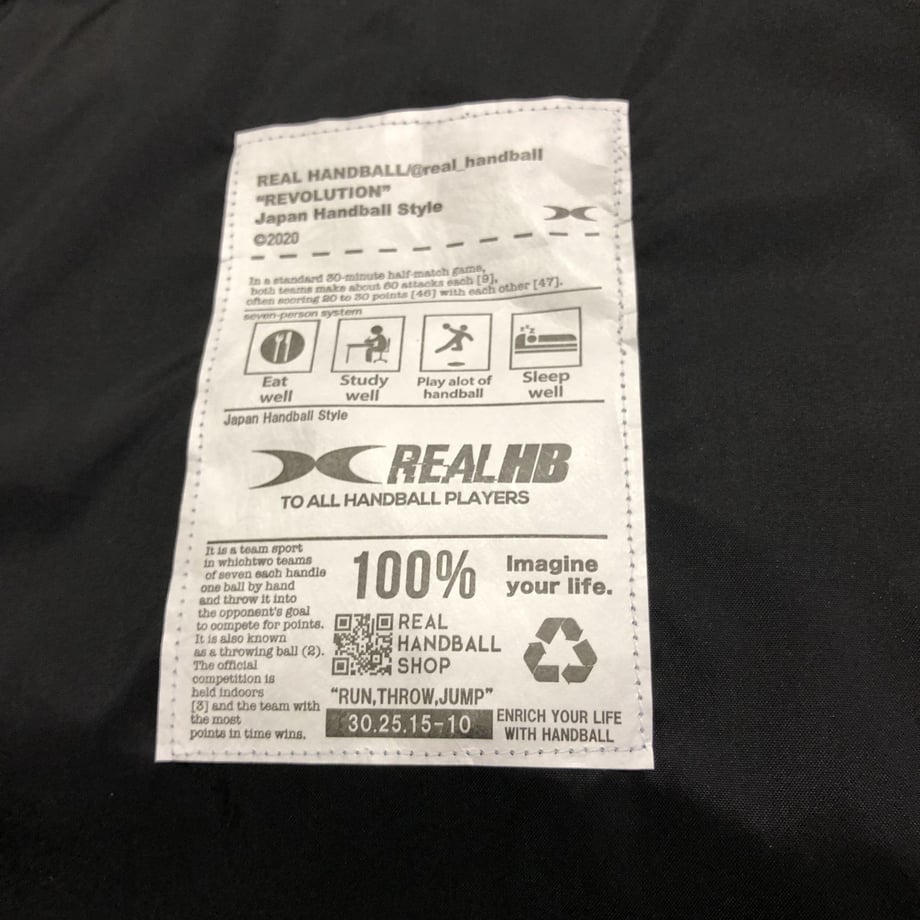 REAL HANDBALL/@real_handball
"REVOLUTION"
Japan Handball Style
©2020
In a standard 30-minute half-match game,
both teams make about 60 attacks each [9],
often scoring 20 to 30 points [46] with each other [47].
seven-person system
Eat
well
Study
well
Play alot of
handball
zzz
Sleep
well
Japan Handball Style
REALHB
TO ALL HANDBALL PLAYERS
It is a team sport
in whichtwo teams
of seven each handle
one ball by hand
and throw it into
the opponent's goal
to compete for points.
It is also known
as a throwing ball (2).
The official
competition is
held indoors
[3] and the team with
the most
points in time wins.
100%
Imagine
your life.
REAL
HANDBALL
SHOP
"RUN,THROW,JUMP"
30.25.15-10
ENRICH YOUR LIFE
WITH HANDBALL